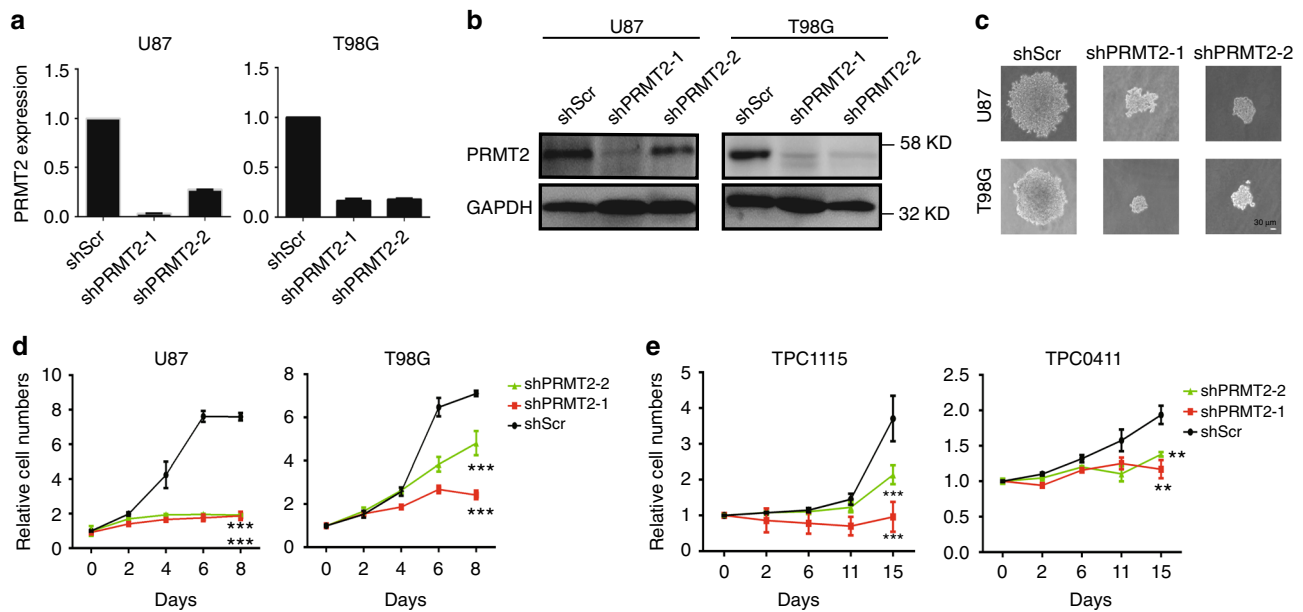 a
U87
T98G
PRMT2 expression
1.5
1.0
0.5
0.0
shScr
shPRMT2-1
shPRMT2-2
1.5
1.0
0.5
0.0
shScr
shPRMT2-1
shPRMT2-2
b
U87
T98G
shScr
shPRMT2-1
shPRMT2-2
shScr
shPRMT2-1
shPRMT2-2
PRMT2
58 KD
GAPDH
32 KD
c
shScr shPRMT2-1 shPRMT2-2
U87
T98G
30 µm
d
U87
Relative cell numbers
10
8
6
4
2
0
***
***
0 2 4 6 8
Days
T98G
8
6
4
2
0
***
***
0 2 4 6 8
Days
shPRMT2-2
shPRMT2-1
shScr
e
TPC1115
Relative cell numbers
5
4
3
2
1
0
***
***
0 2 6 11 15
Days
TPC0411
2.5
2.0
1.5
1.0
0.5
0.0
**
**
0 2 6 11 15
Days
shPRMT2-2
shPRMT2-1
shScr